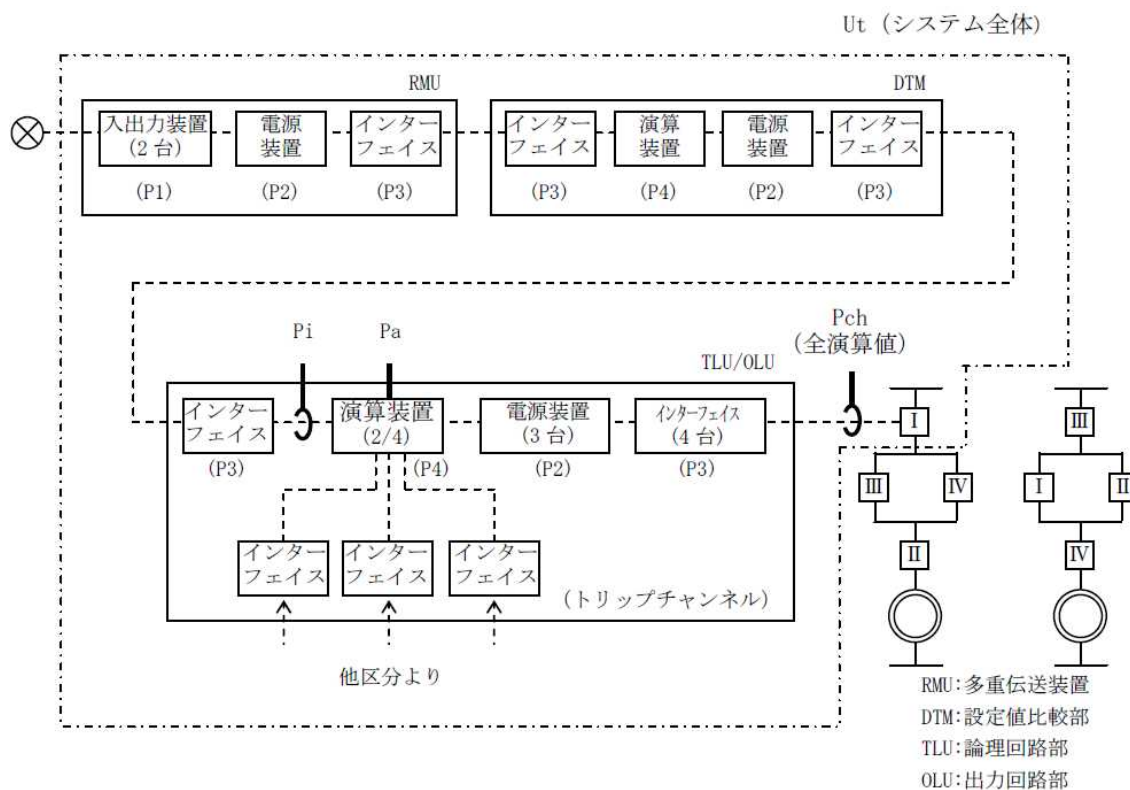 Ut (システム全体)
RMU
DTM
入出力装置
(2 台)
(P1)
電源
装置
(P2)
インター
フェイス
(P3)
インター
フェイス
(P3)
演算
装置
(P4)
電源
装置
(P2)
インター
フェイス
(P3)
Pi
Pa
Pch
(全演算値)
TLU/OLU
インター
フェイス
(P3)
演算装置
(2/4)
(P4)
電源装置
(3 台)
(P2)
インターフェイス
(4 台)
(P3)
インター
フェイス
インター
フェイス
インター
フェイス
(トリップチャンネル)
他区分より
Ⅰ
Ⅲ
Ⅳ
Ⅱ
Ⅲ
Ⅰ
Ⅱ
Ⅳ
RMU:多重伝送装置
DTM:設定値比較部
TLU:論理回路部
OLU:出力回路部